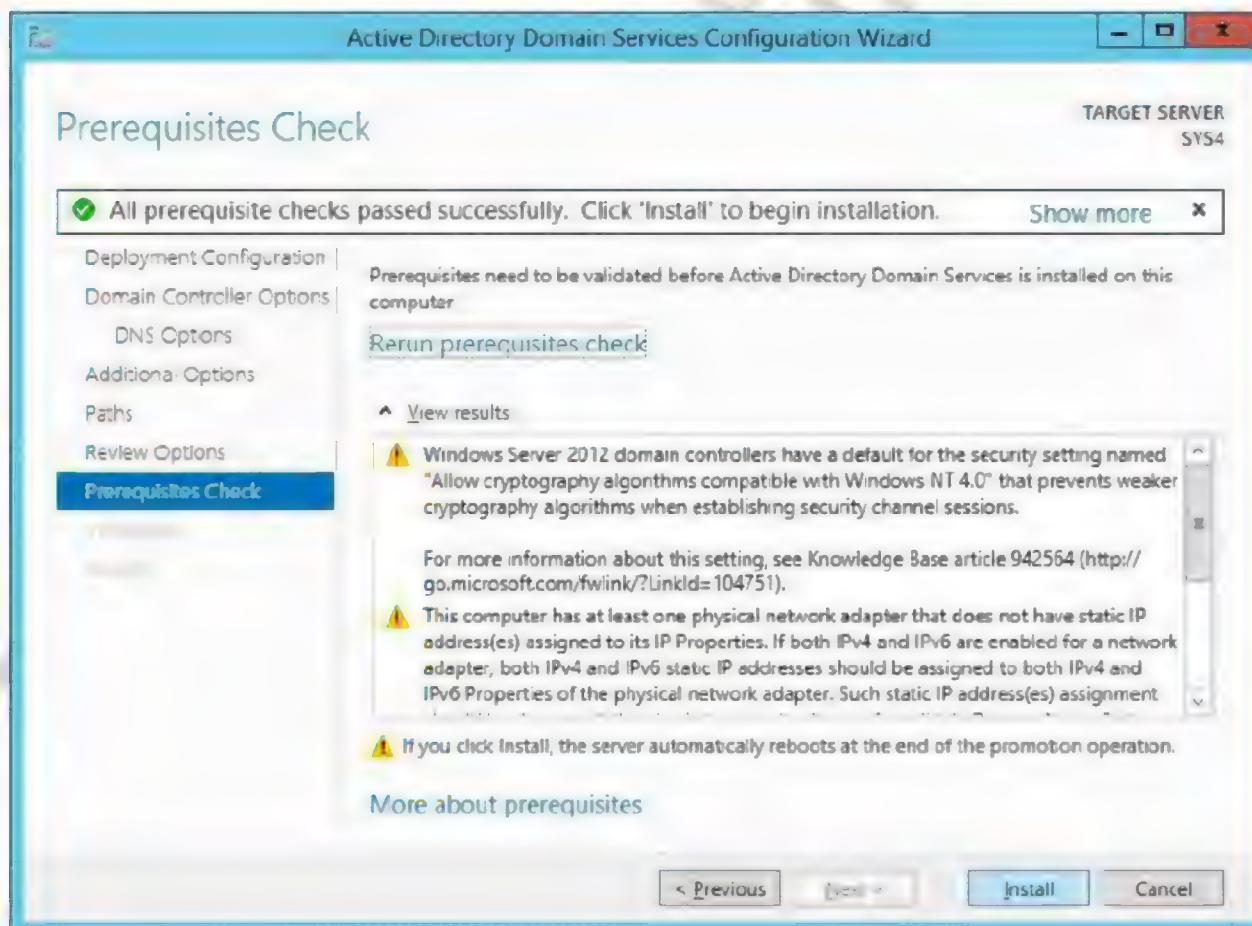 Active Directory Domain Services Configuration Wizard
Prerequisites Check
TARGET SERVER
SYS4
All prerequisite checks passed successfully. Click 'Install' to begin installation.
Show more
x
Deployment Configuration
Domain Controller Options
DNS Options
Additional Options
Paths
Review Options
Prerequisites Check
Prerequisites need to be validated before Active Directory Domain Services is installed on this
computer
Rerun prerequisites check
View results
Windows Server 2012 domain controllers have a default for the security setting named
"Allow cryptography algorithms compatible with Windows NT 4.0" that prevents weaker
cryptography algorithms when establishing security channel sessions.
For more information about this setting, see Knowledge Base article 942564 (http://
go.microsoft.com/fwlink/?LinkId=104751).
This computer has at least one physical network adapter that does not have static IP
address(es) assigned to its IP Properties. If both IPv4 and IPv6 are enabled for a network
adapter, both IPv4 and IPv6 static IP addresses should be assigned to both IPv4 and
IPv6 Properties of the physical network adapter. Such static IP address(es) assignment
If you click Install, the server automatically reboots at the end of the promotion operation.
More about prerequisites
< Previous
Next >
Install
Cancel